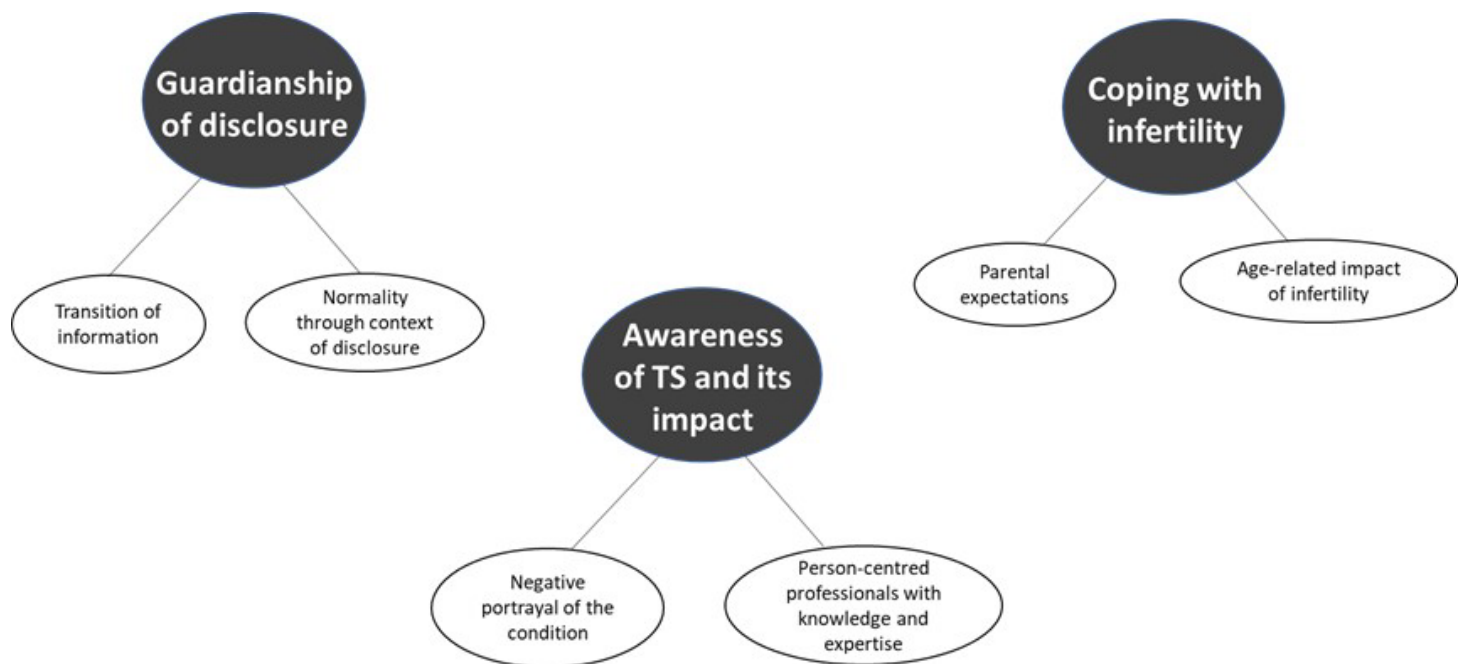 Guardianship
of disclosure
Transition of
information
Normality
through context
of disclosure
Awareness
of TS and its
impact
Negative
portrayal of the
condition
Person-centred
professionals with
knowledge and
expertise
Coping with
infertility
Parental
expectations
Age-related impact
of infertility